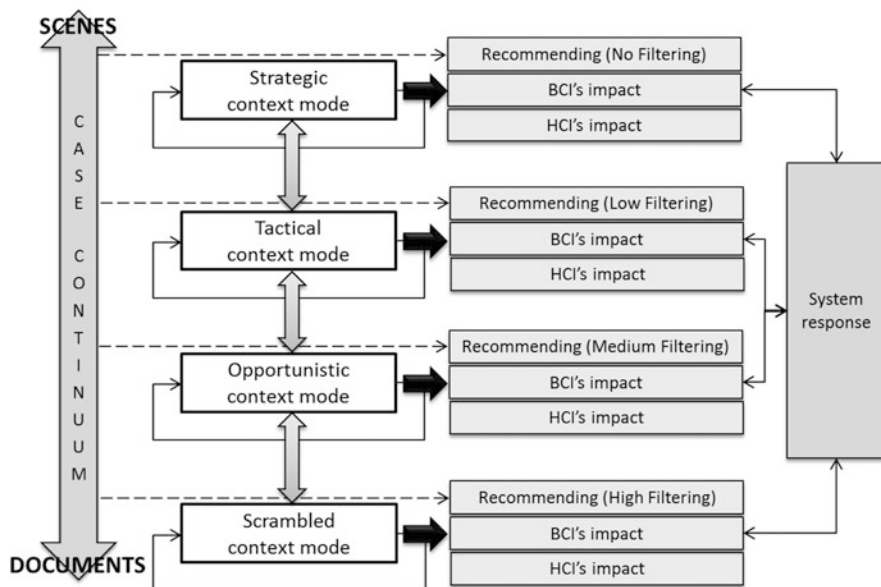 SCENES
CASE CONTINUUM
DOCUMENTS
Strategic
context mode
Recommending (No Filtering)
BCI's impact
HCI's impact
Tactical
context mode
Recommending (Low Filtering)
BCI's impact
HCI's impact
Opportunistic
context mode
Recommending (Medium Filtering)
BCI's impact
HCI's impact
Scrambled
context mode
Recommending (High Filtering)
BCI's impact
HCI's impact
System
response